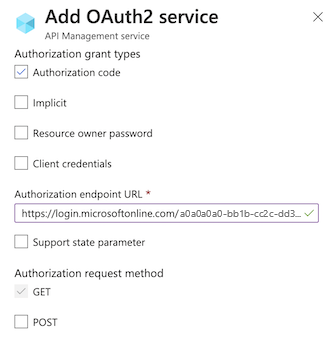 Add OAuth2 service
API Management service
Authorization grant types
Authorization code
Implicit
Resource owner password
Client credentials
Authorization endpoint URL *
https://login.microsoftonline.com/a0a0a0a0-bb1b-cc2c-dd3...
Support state parameter
Authorization request method
GET
POST